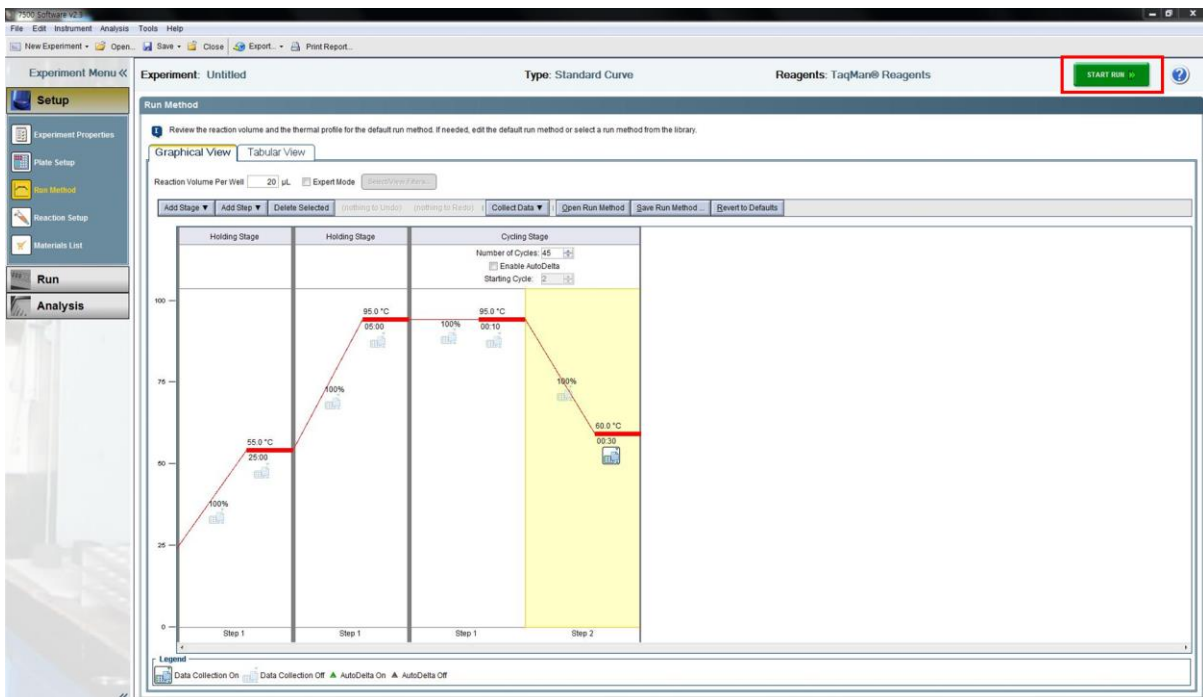 7500 Software v2.3
File Edit Instrument Analysis Tools Help
New Experiment Open... Save Close Export... Print Report...
Experiment Menu «
Experiment: Untitled Type: Standard Curve Reagents: TaqMan® Reagents START RUN
Setup
Run Method
Experiment Properties
Plate Setup
Run Method
Reaction Setup
Materials List
Run
Analysis
Review the reaction volume and the thermal profile for the default run method. If needed, edit the default run method or select a run method from the library.
Graphical View Tabular View
Reaction Volume Per Well 20 µL Expert Mode
Add Stage ▼ Add Step ▼ Delete Selected (nothing to Undo) (nothing to Redo) Collect Data ▼ Open Run Method Save Run Method... Revert to Defaults
Holding Stage Holding Stage Cycling Stage
Number of Cycles: 45
Enable AutoDelta
Starting Cycle: 2
100
95.0 °C 95.0 °C
05:00 100% 00:10
75
100% 100%
60.0 °C
00:30
55.0 °C
25:00
50
100%
25
0
Step 1 Step 1 Step 1 Step 2
Legend
Data Collection On Data Collection Off ▲ AutoDelta On ▲ AutoDelta Off